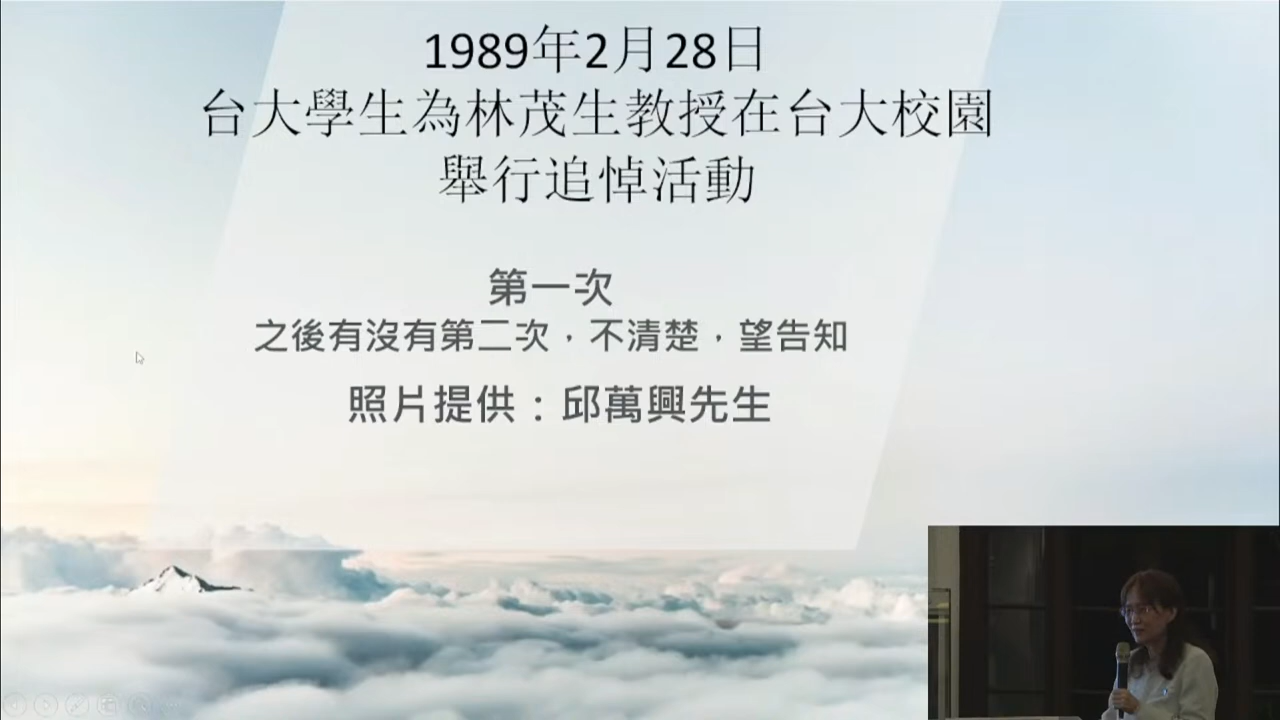 1989年2月28日
台大學生為林茂生教授在台大校園
舉行追悼活動
第一次
之後有沒有第二次，不清楚，望告知
照片提供：邱萬興先生